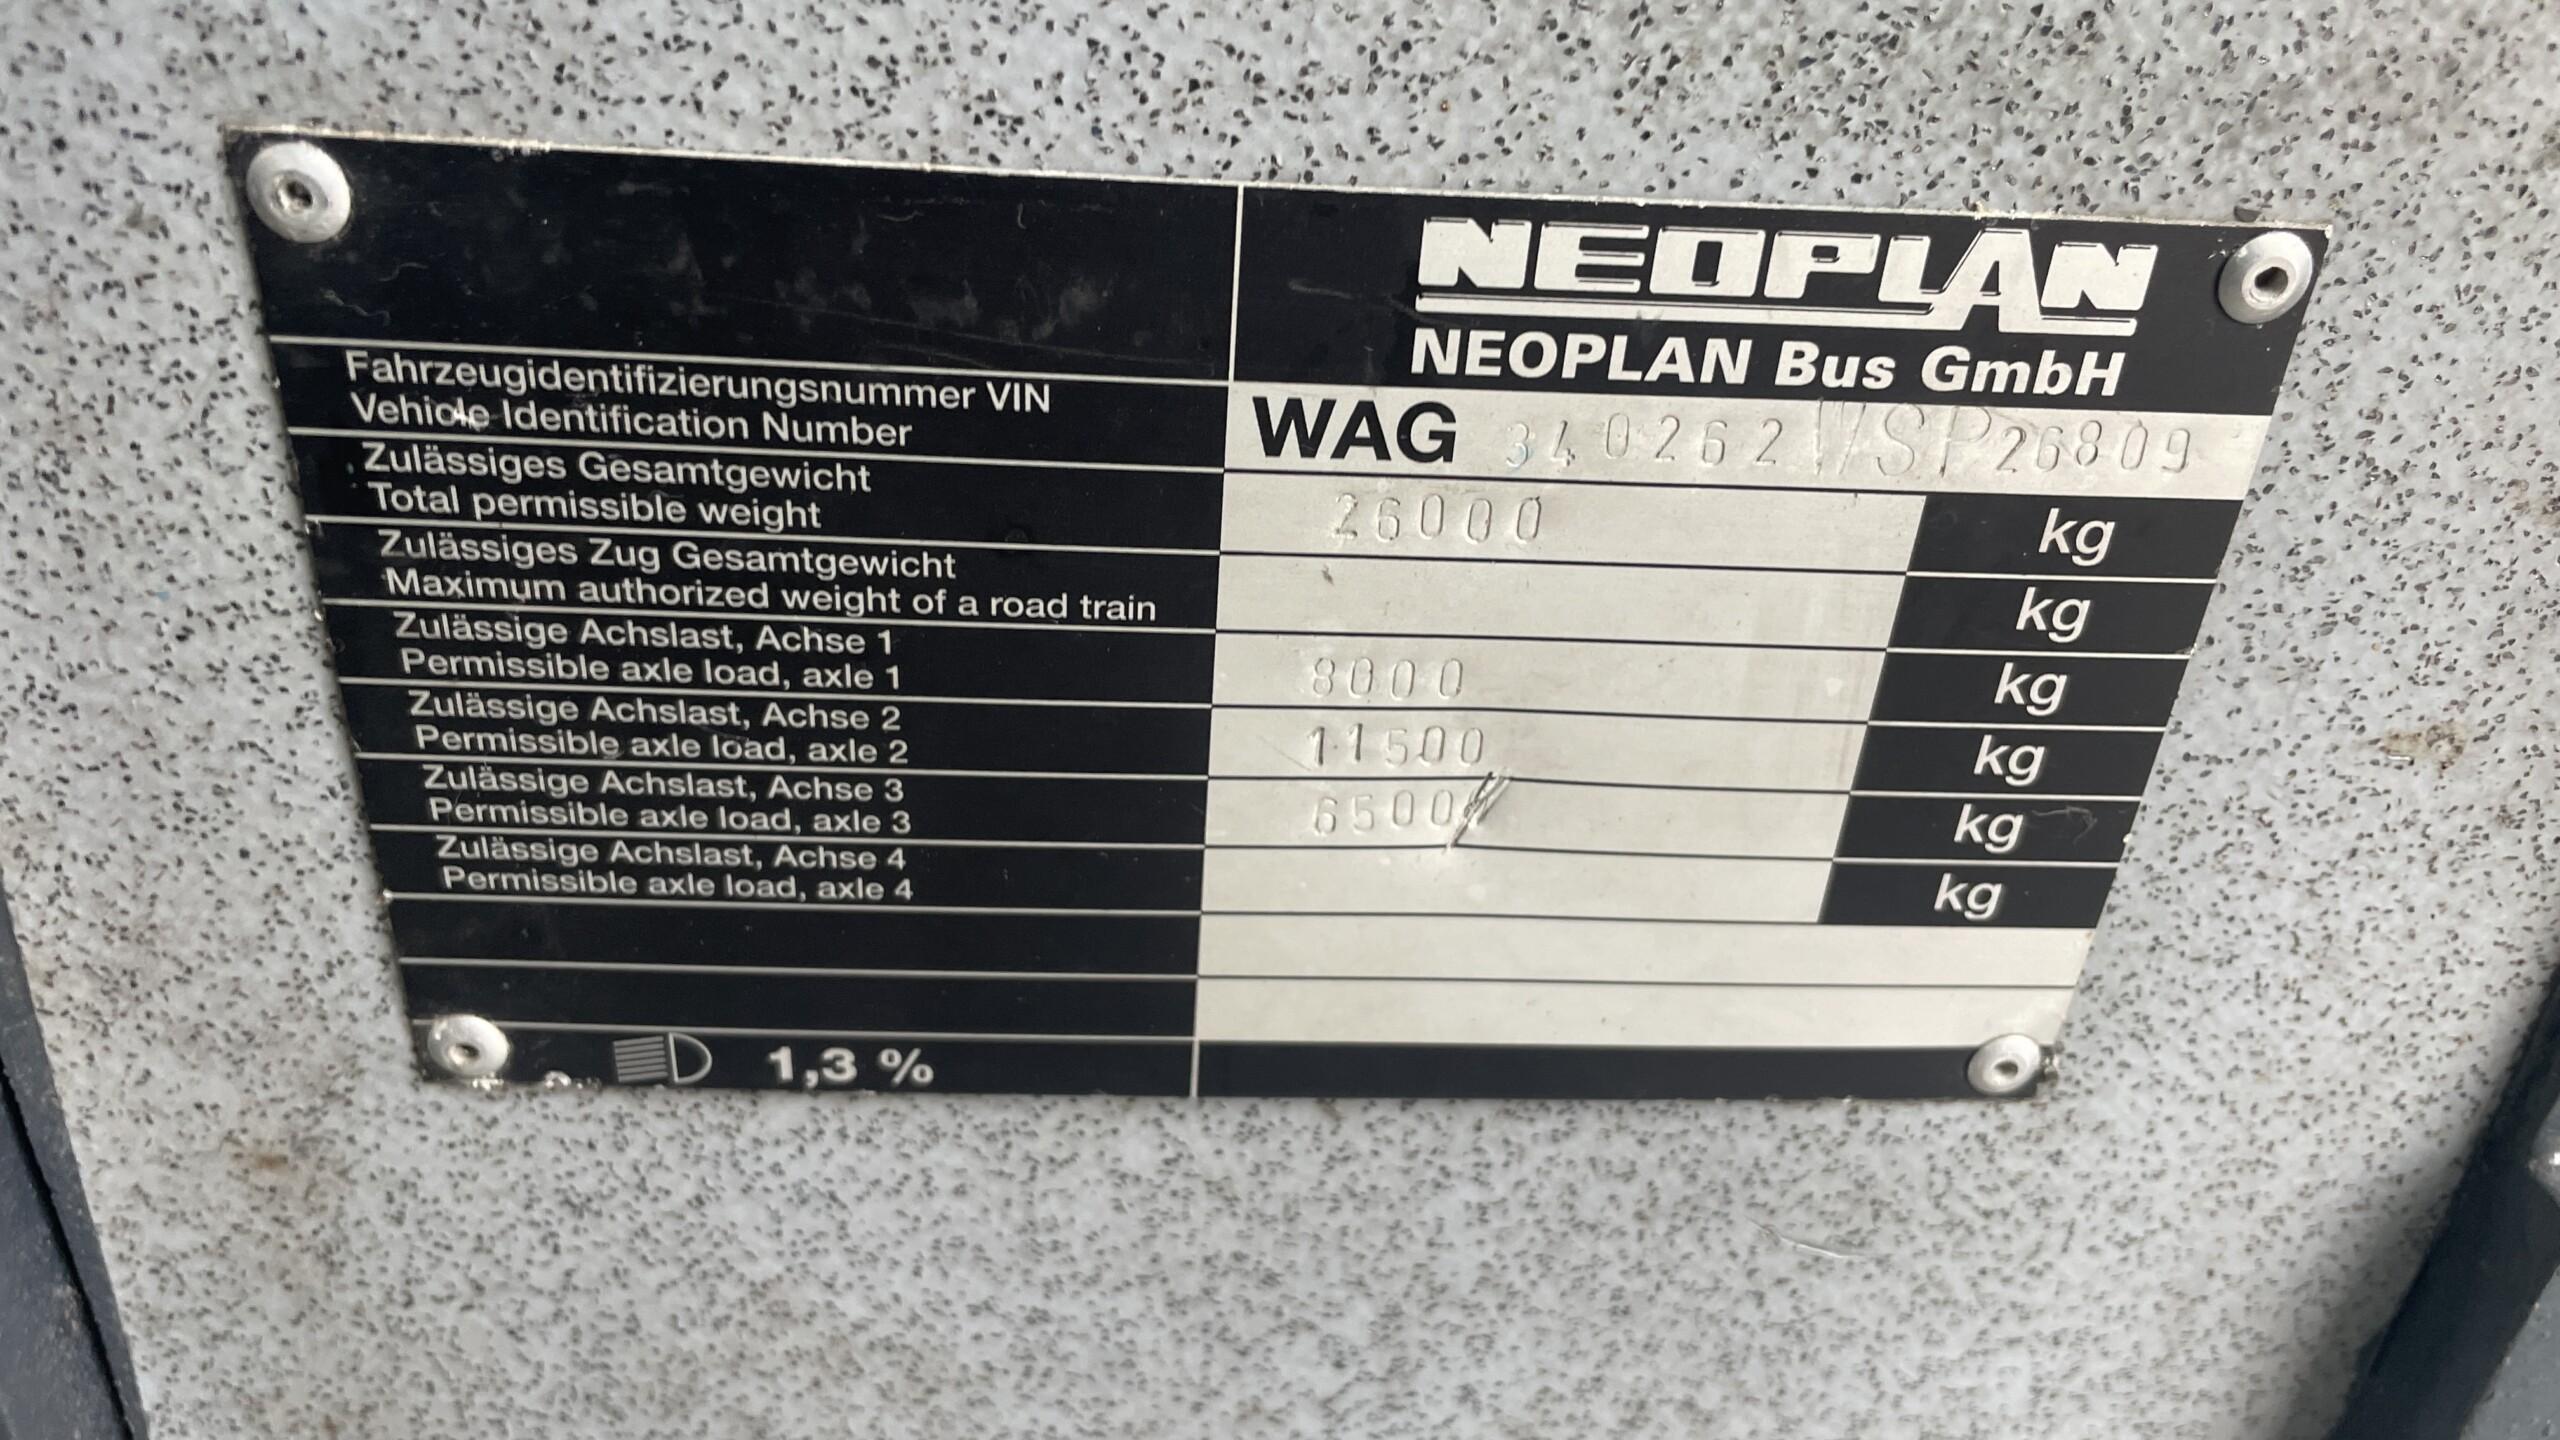 NEOPLAN
NEOPLAN Bus GmbH
Fahrzeugidentifizierungsnummer VIN
Vehicle Identification Number
WAG 340262WSP26809
Zulässiges Gesamtgewicht
Total permissible weight
26000 kg
Zulässiges Zug Gesamtgewicht
Maximum authorized weight of a road train
kg
Zulässige Achslast, Achse 1
Permissible axle load, axle 1
8000 kg
Zulässige Achslast, Achse 2
Permissible axle load, axle 2
11500 kg
Zulässige Achslast, Achse 3
Permissible axle load, axle 3
6500 kg
Zulässige Achslast, Achse 4
Permissible axle load, axle 4
kg
1,3 %